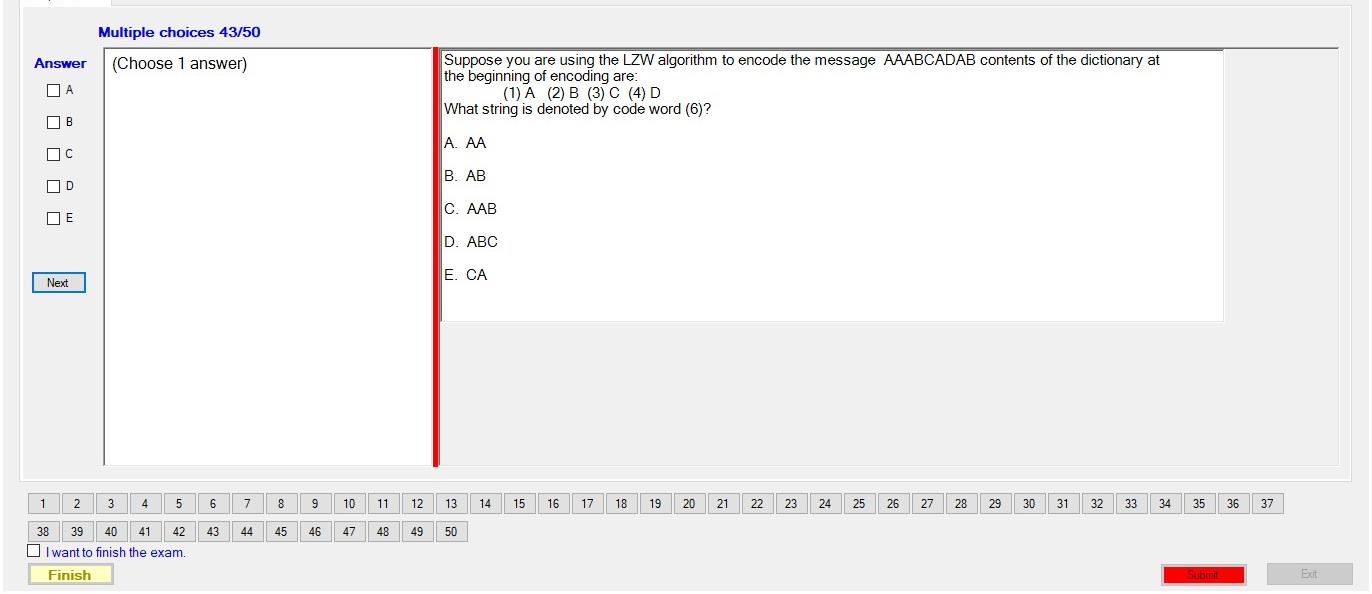 Multiple choices 43/50
Answer
(Choose 1 answer)
A
B
C
D
E
Next
Suppose you are using the LZW algorithm to encode the message AAABCADAB contents of the dictionary at
the beginning of encoding are:
(1) A (2) B (3) C (4) D
What string is denoted by code word (6)?
A. AA
B. AB
C. AAB
D. ABC
E. CA
1 2 3 4 5 6 7 8 9 10 11 12 13 14 15 16 17 18 19 20 21 22 23 24 25 26 27 28 29 30 31 32 33 34 35 36 37
38 39 40 41 42 43 44 45 46 47 48 49 50
I want to finish the exam.
Finish
Submit
Exit